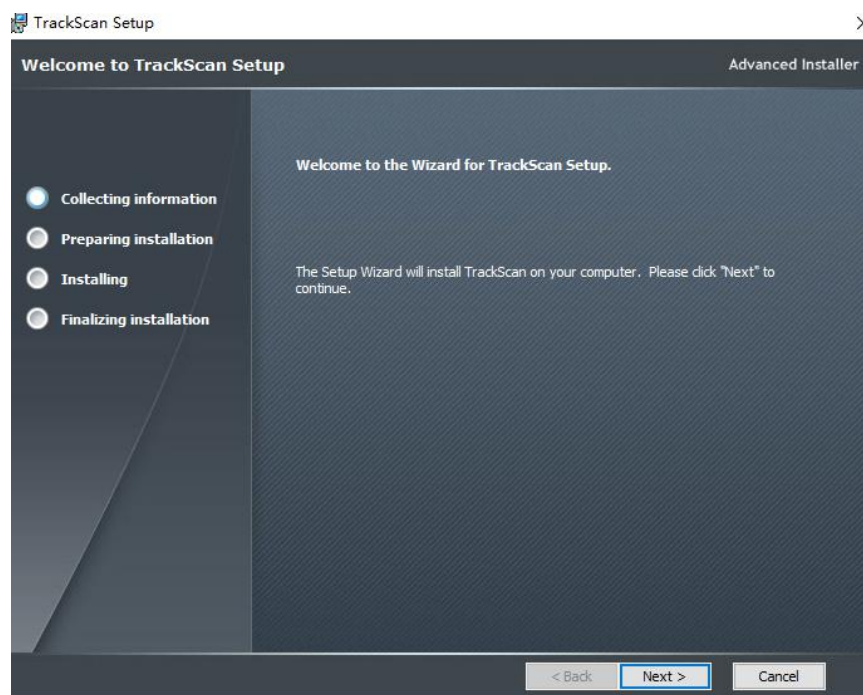 TrackScan Setup
Welcome to TrackScan Setup
Advanced Installer
Collecting information
Preparing installation
Installing
Finalizing installation
Welcome to the Wizard for TrackScan Setup.
The Setup Wizard will install TrackScan on your computer. Please click "Next" to
continue.
< Back
Next >
Cancel